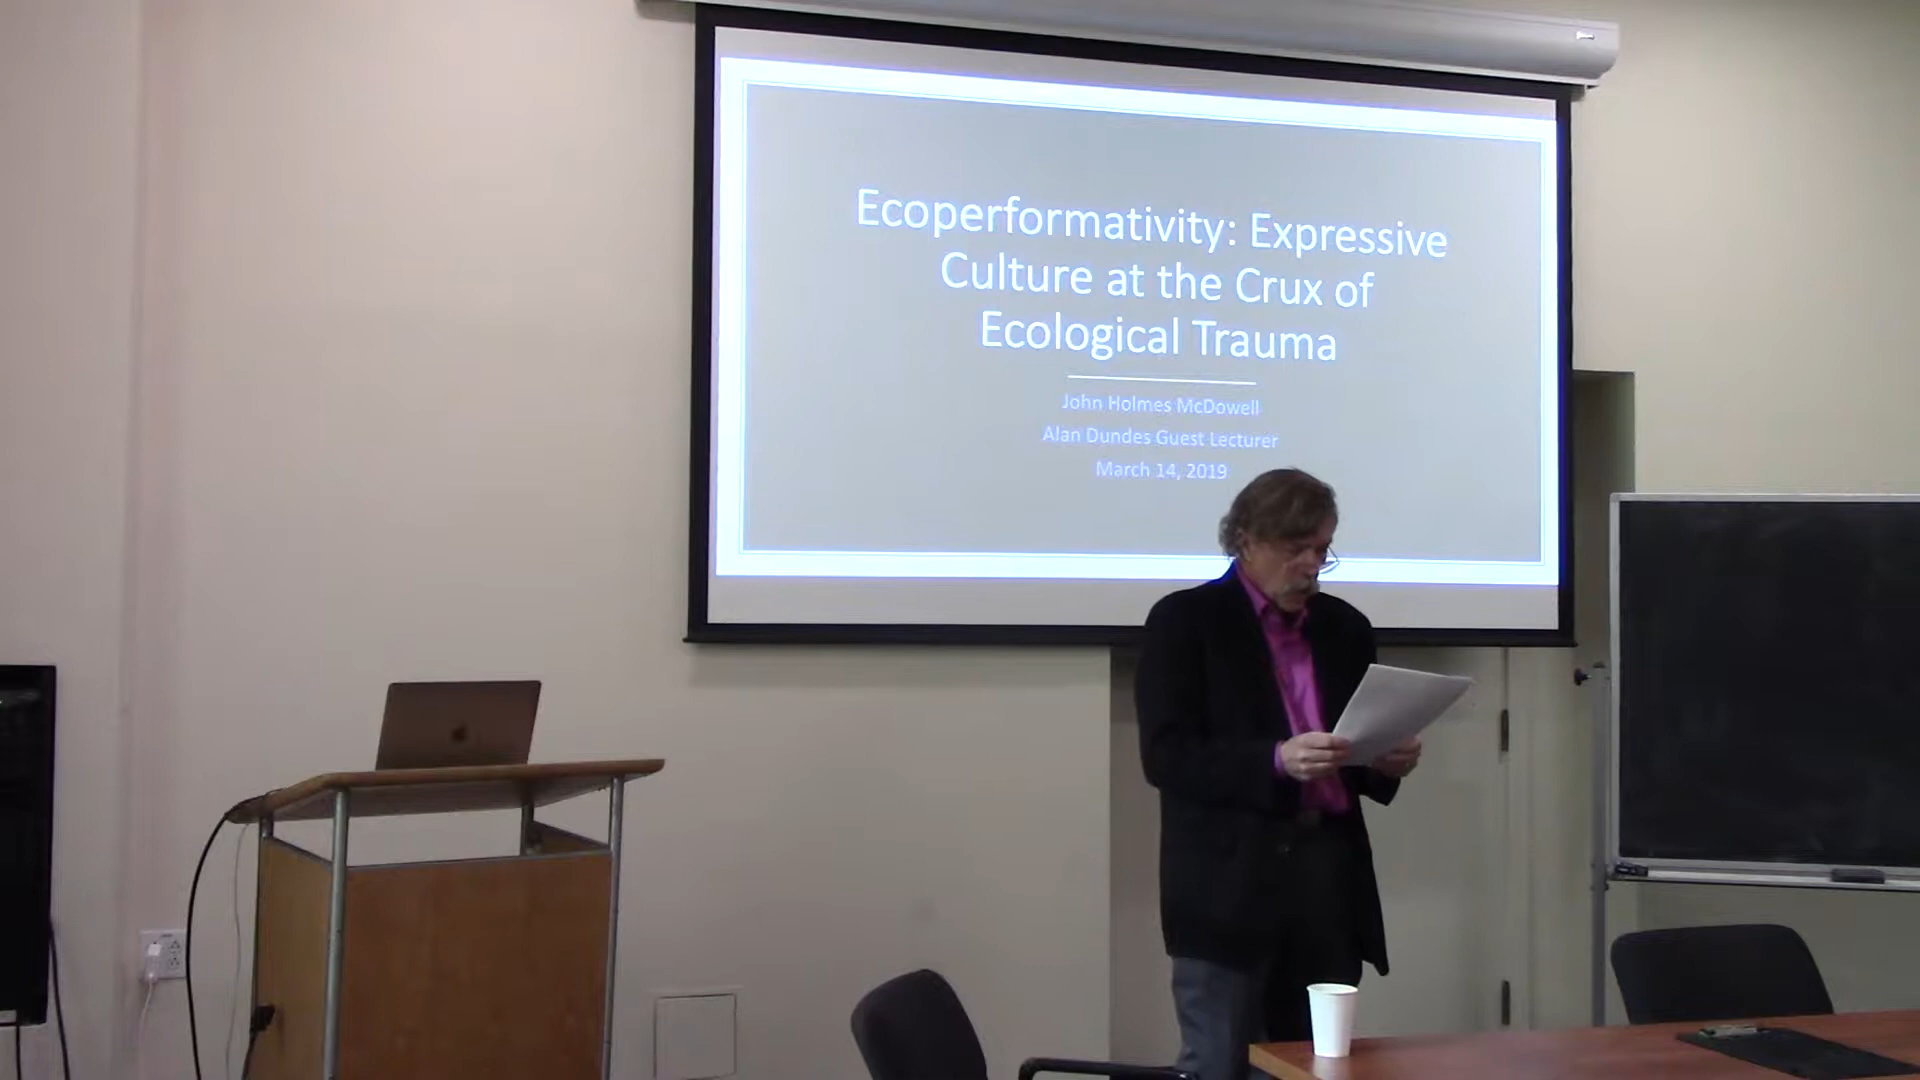 Ecoperformativity: Expressive
Culture at the Crux of
Ecological Trauma
John Holmes McDowell
Alan Dundes Guest Lecturer
March 14, 2019